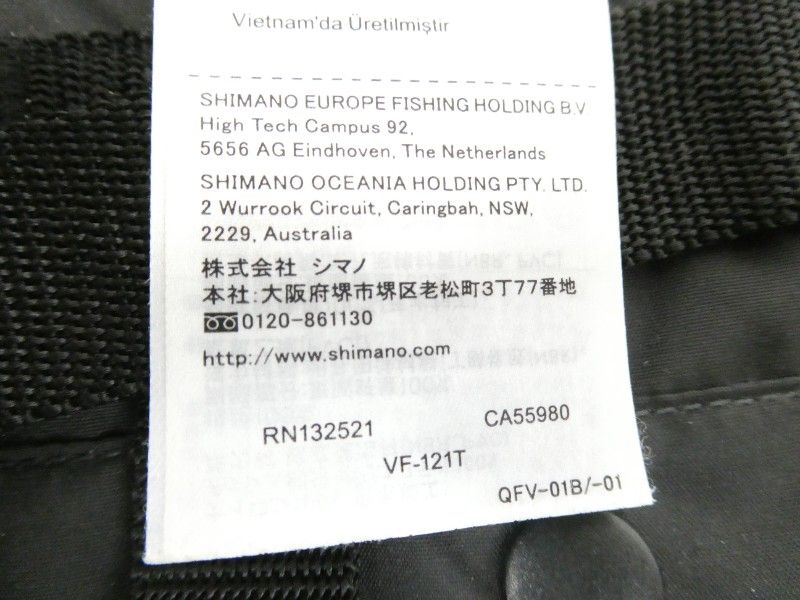 Vietnam'da Üretilmiştir
SHIMANO EUROPE FISHING HOLDING B.V
High Tech Campus 92,
5656 AG Eindhoven, The Netherlands
SHIMANO OCEANIA HOLDING PTY. LTD.
2 Wurrook Circuit, Caringbah, NSW,
2229, Australia
株式会社 シマノ
本社:大阪府堺市堺区老松町3丁77番地
0120-861130
http://www.shimano.com
RN132521
CA55980
VF-121T
QFV-01B/-01